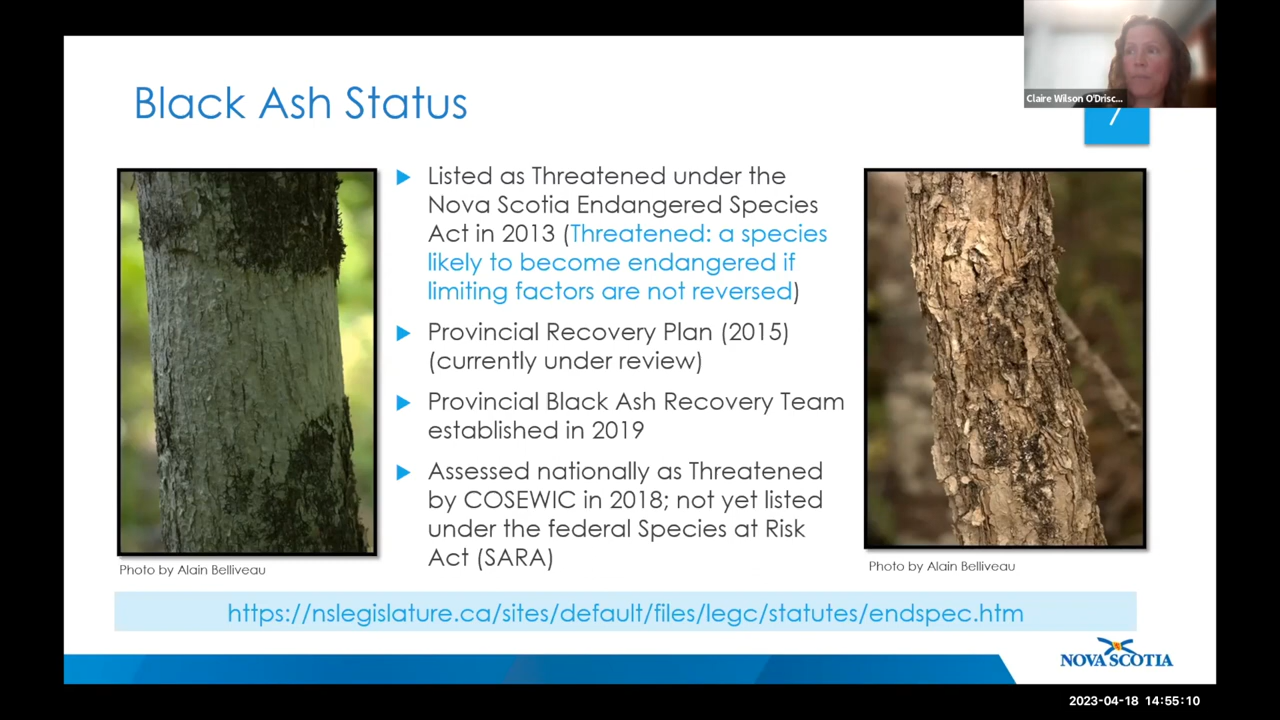 Claire Wilson O'Drisc...
7
Black Ash Status
Listed as Threatened under the
Nova Scotia Endangered Species
Act in 2013 (Threatened: a species
likely to become endangered if
limiting factors are not reversed)
Provincial Recovery Plan (2015)
(currently under review)
Provincial Black Ash Recovery Team
established in 2019
Assessed nationally as Threatened
by COSEWIC in 2018; not yet listed
under the federal Species at Risk
Act (SARA)
Photo by Alain Belliveau
Photo by Alain Belliveau
https://nslegislature.ca/sites/default/files/legc/statutes/endspec.htm
NOVA SCOTIA
2023-04-18 14:55:10